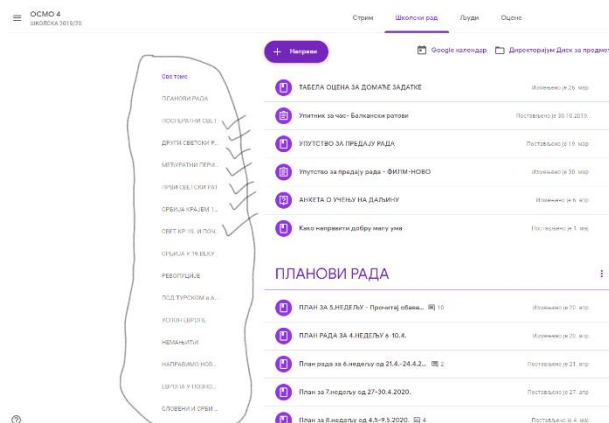 ОСМО 4
ШКОЛСКА 2019/20
Стрим Школски рад Људи Оцене
+ Направи
Google календар Директоријум Диск за предмет
Све теме
ПЛАНОВИ РАДА
ПОСЛЕРАТНИ СВЕТ
ДРУГИ СВЕТСКИ Р...
МЕЂУРАТНИ ПЕРИ...
ПРВИ СВЕТСКИ РАТ
СРБИЈА КРАЈЕМ 1...
СВЕТ КР. 19. И ПОЧ...
СРБИЈА У 19.ВЕКУ
РЕВОЛУЦИЈЕ
ПОД ТУРСКОМ и А...
УСПОН ЕВРОПЕ
НЕМАЊИЋИ
НАПРАВИМО НОВ...
ЕВРОПА У ПОЗНО...
СЛОВЕНИ И СРБИ...
ТАБЕЛА ОЦЕНА ЗА ДОМАЋЕ ЗАДАТКЕ Измењено је 26. мар
Упитник за час- Балкански ратови Постављено је 30.10.2019.
УПУТСТВО ЗА ПРЕДАЈУ РАДА Постављено је 19. мар
Упутство за предају рада - ФИЛМ-НОВО Измењено је 30. мар
АНКЕТА О УЧЕЊУ НА ДАЉИНУ Измењено је 6. апр
Како направити добру мапу ума Постављено је 1. мај
ПЛАНОВИ РАДА
ПЛАН ЗА 5.НЕДЕЉУ - Прочитај обаве... 10 Измењено је 20. апр
ПЛАН РАДА ЗА 4.НЕДЕЉУ 6-10.4. Измењено је 20. апр
План рада за 6.недељу од 21.4.-24.4.2... 2 Постављено је 21. апр
План за 7.недељу од 27-30.4.2020. Постављено је 27. апр
План за 8.недељу од 4.5-9.5.2020. 4 Постављено је 4. мај